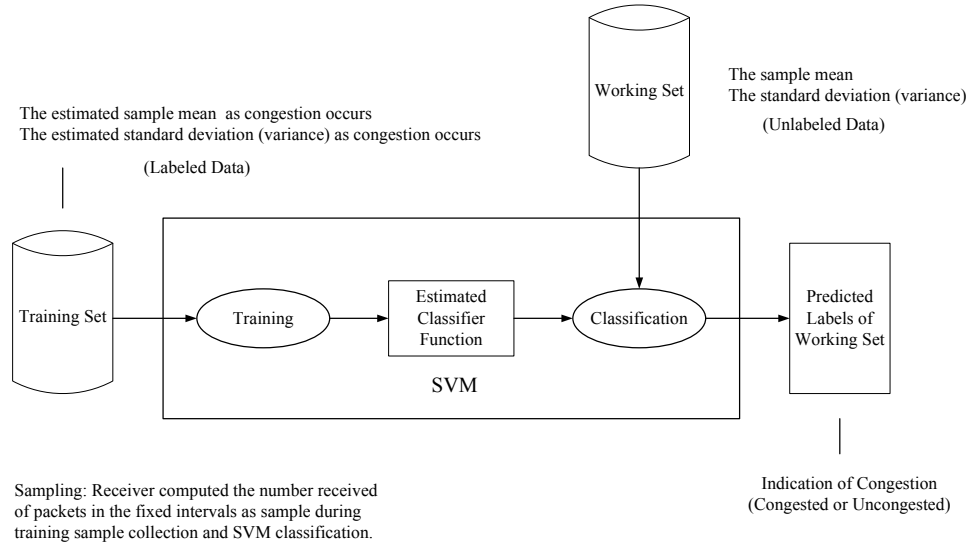 The estimated sample mean as congestion occurs
The estimated standard deviation (variance) as congestion occurs
(Labeled Data)
Working Set
The sample mean
The standard deviation (variance)
(Unlabeled Data)
Training Set
Training
Estimated
Classifier
Function
Classification
Predicted
Labels of
Working Set
SVM
Sampling: Receiver computed the number received
of packets in the fixed intervals as sample during
training sample collection and SVM classification.
Indication of Congestion
(Congested or Uncongested)